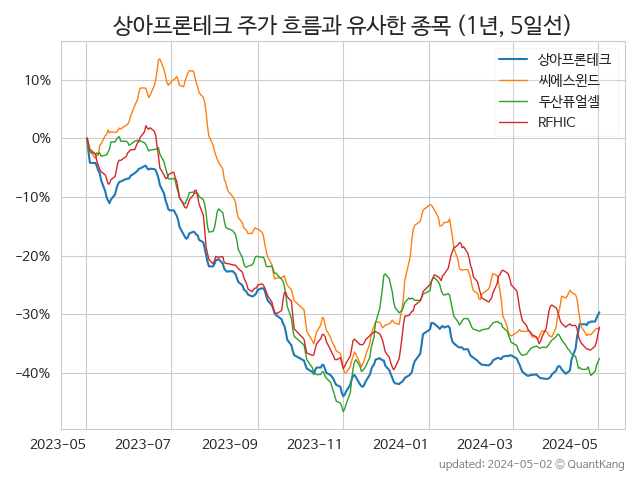 상아프론테크 주가 흐름과 유사한 종목 (1년, 5일선)
상아프론테크
씨에스윈드
두산퓨얼셀
RFHIC
10%
0%
−10%
−20%
−30%
−40%
2023-05
2023-07
2023-09
2023-11
2024-01
2024-03
2024-05
updated: 2024-05-02 © QuantKang